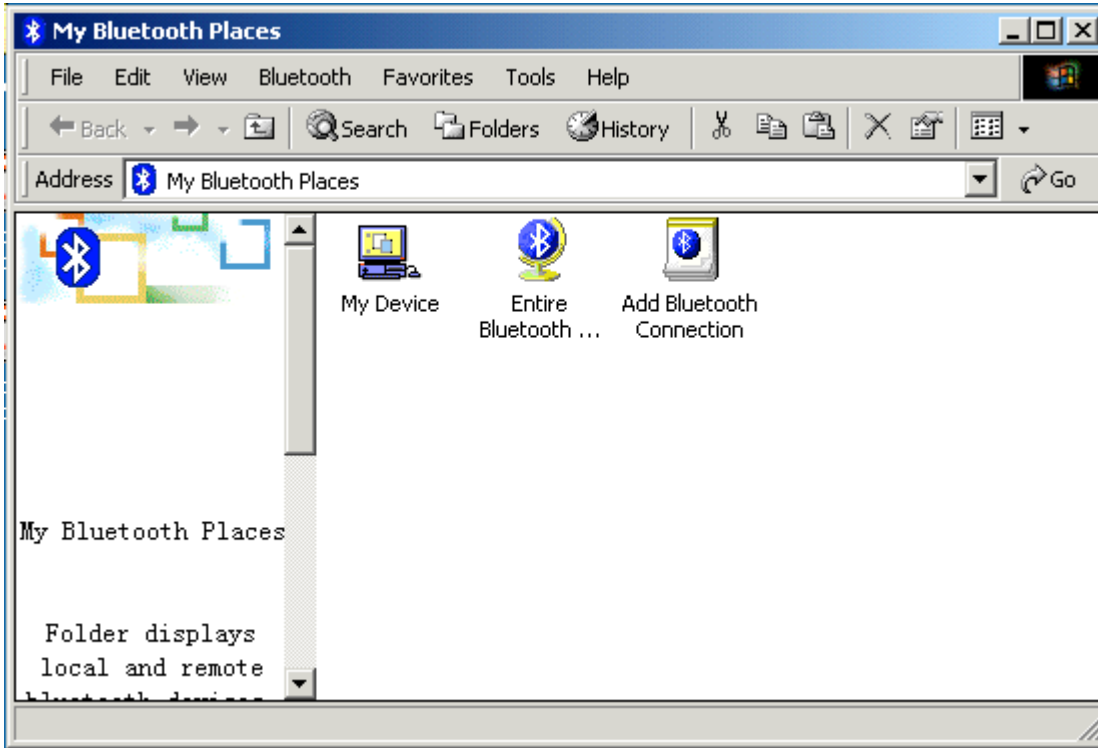 My Bluetooth Places
File Edit View Bluetooth Favorites Tools Help
Back Search Folders History
Address My Bluetooth Places Go
My Device
Entire
Bluetooth ...
Add Bluetooth
Connection
My Bluetooth Places
Folder displays
local and remote